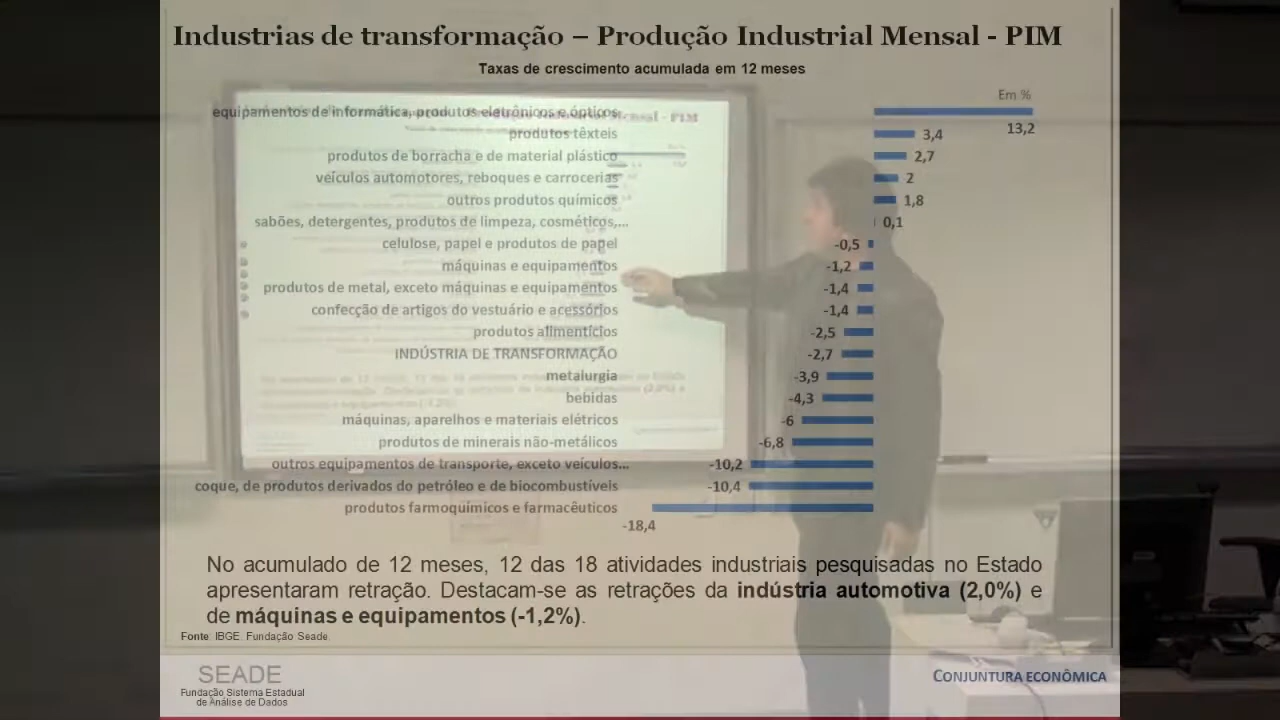 Industrias de transformação – Produção Industrial Mensal - PIM
Taxas de crescimento acumulada em 12 meses
Em %
equipamentos de informática, produtos eletrônicos e ópticos 13,2
produtos têxteis 3,4
produtos de borracha e de material plástico 2,7
veículos automotores, reboques e carrocerias 2
outros produtos químicos 1,8
sabões, detergentes, produtos de limpeza, cosméticos,... 0,1
celulose, papel e produtos de papel -0,5
máquinas e equipamentos -1,2
produtos de metal, exceto máquinas e equipamentos -1,4
confecção de artigos do vestuário e acessórios -1,4
produtos alimentícios -2,5
INDÚSTRIA DE TRANSFORMAÇÃO -2,7
metalurgia -3,9
bebidas -4,3
máquinas, aparelhos e materiais elétricos -6
produtos de minerais não-metálicos -6,8
outros equipamentos de transporte, exceto veículos... -10,2
coque, de produtos derivados do petróleo e de biocombustíveis -10,4
produtos farmoquímicos e farmacêuticos -18,4
No acumulado de 12 meses, 12 das 18 atividades industriais pesquisadas no Estado
apresentaram retração. Destacam-se as retrações da indústria automotiva (2,0%) e
de máquinas e equipamentos (-1,2%).
Fonte: IBGE. Fundação Seade.
SEADE
Fundação Sistema Estadual
de Análise de Dados
CONJUNTURA ECONÔMICA